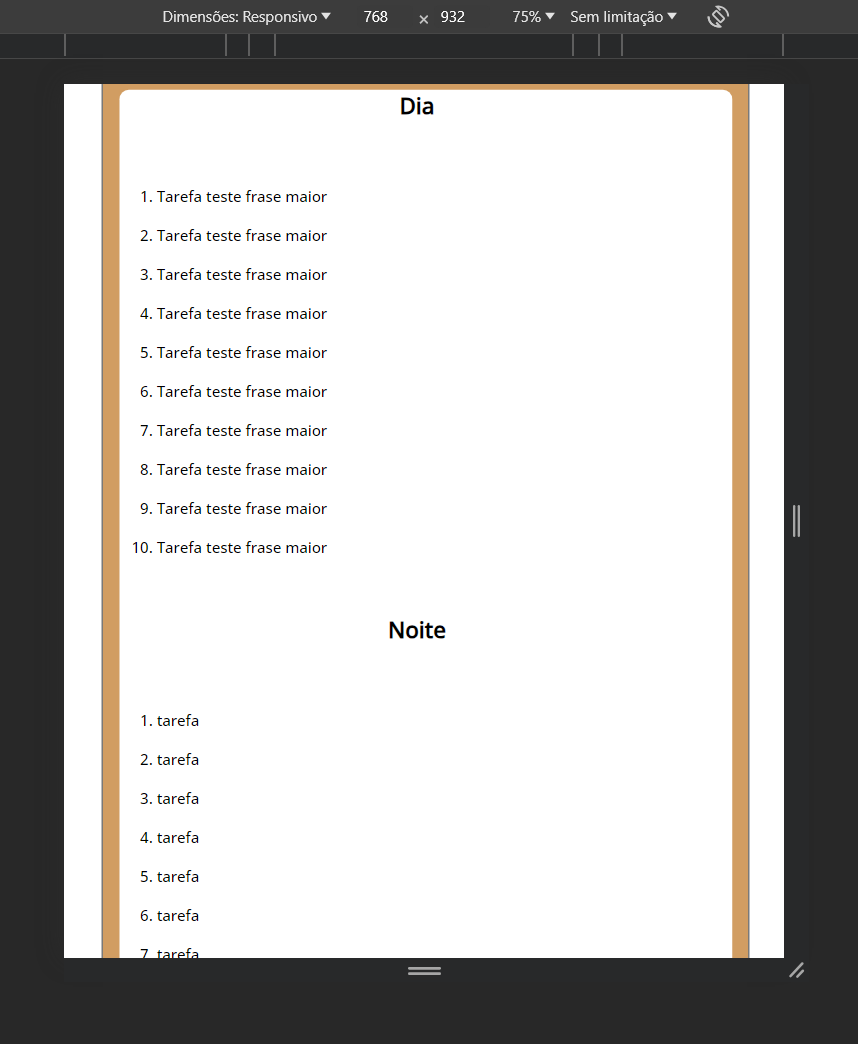 Dimensões: Responsivo 768 × 932 75% Sem limitação
Dia
1. Tarefa teste frase maior
2. Tarefa teste frase maior
3. Tarefa teste frase maior
4. Tarefa teste frase maior
5. Tarefa teste frase maior
6. Tarefa teste frase maior
7. Tarefa teste frase maior
8. Tarefa teste frase maior
9. Tarefa teste frase maior
10. Tarefa teste frase maior
Noite
1. tarefa
2. tarefa
3. tarefa
4. tarefa
5. tarefa
6. tarefa
7. tarefa